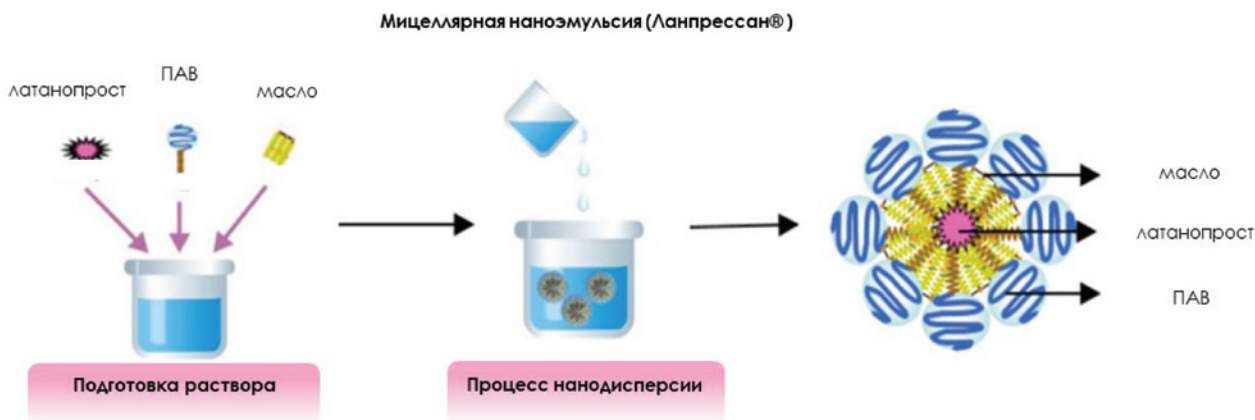 Мицеллярная наноэмульсия (Ланпрессан®)
латанопрост
ПАВ
масло
Подготовка раствора
Процесс нанодисперсии
масло
латанопрост
ПАВ